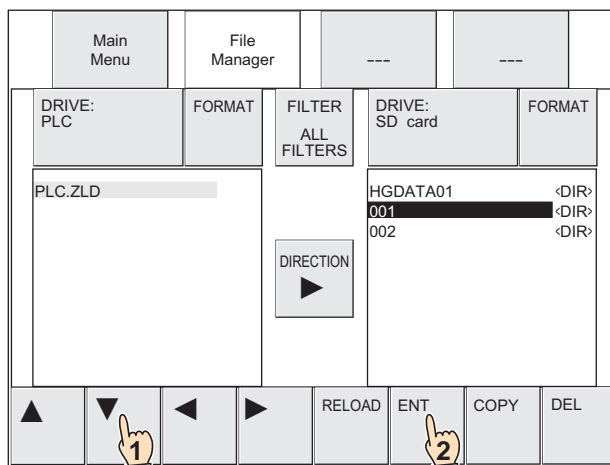 Main
Menu
File
Manager
---
---
DRIVE:
PLC
FORMAT
FILTER
ALL
FILTERS
DRIVE:
SD card
FORMAT
PLC.ZLD
HGDATA01 <DIR>
001 <DIR>
002 <DIR>
DIRECTION
▶
▲ ▼ ◀ ▶ RELOAD ENT COPY DEL
1 2